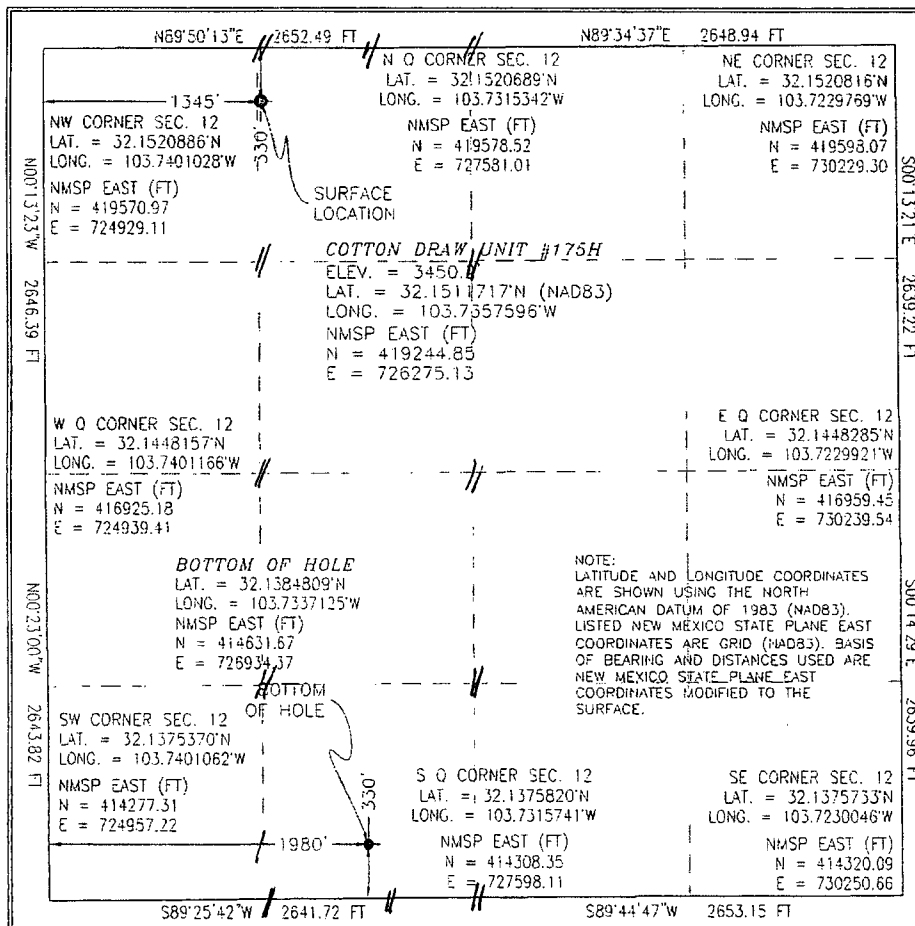 N89°50'13"E 2652.49 FT
N89°34'37"E 2648.94 FT
1345'
330'
NW CORNER SEC. 12
LAT. = 32.1520886'N
LONG. = 103.7401028'W
NMSP EAST (FT)
N = 419570.97
E = 724929.11
N Q CORNER SEC. 12
LAT. = 32.1520689'N
LONG. = 103.7315342'W
NMSP EAST (FT)
N = 419578.52
E = 727581.01
NE CORNER SEC. 12
LAT. = 32.1520816'N
LONG. = 103.7229769'W
NMSP EAST (FT)
N = 419598.07
E = 730229.30
SURFACE
LOCATION
N00°13'23"W 2646.39 FT
S00°13'21"E 2639.22 FT
COTTON DRAW UNIT #175H
ELEV. = 3450.
LAT. = 32.1511717'N (NAD83)
LONG. = 103.7357596'W
NMSP EAST (FT)
N = 419244.85
E = 726275.13
W Q CORNER SEC. 12
LAT. = 32.1448157'N
LONG. = 103.7401166'W
NMSP EAST (FT)
N = 416925.18
E = 724939.41
E Q CORNER SEC. 12
LAT. = 32.1448285'N
LONG. = 103.7229921'W
NMSP EAST (FT)
N = 416959.45
E = 730239.54
BOTTOM OF HOLE
LAT. = 32.1384809'N
LONG. = 103.7337125'W
NMSP EAST (FT)
N = 414631.67
E = 726934.37
NOTE:
LATITUDE AND LONGITUDE COORDINATES
ARE SHOWN USING THE NORTH
AMERICAN DATUM OF 1983 (NAD83).
LISTED NEW MEXICO STATE PLANE EAST
COORDINATES ARE GRID (NAD83). BASIS
OF BEARING AND DISTANCES USED ARE
NEW MEXICO STATE PLANE EAST
COORDINATES MODIFIED TO THE
SURFACE.
N00°23'00"W 2643.82 FT
S00°14'29"E 2639.96 FT
BOTTOM
OF HOLE
SW CORNER SEC. 12
LAT. = 32.1375370'N
LONG. = 103.7401062'W
NMSP EAST (FT)
N = 414277.31
E = 724957.22
1980'
330'
S Q CORNER SEC. 12
LAT. = 32.1375820'N
LONG. = 103.7315741'W
NMSP EAST (FT)
N = 414308.35
E = 727598.11
SE CORNER SEC. 12
LAT. = 32.1375733'N
LONG. = 103.7230046'W
NMSP EAST (FT)
N = 414320.09
E = 730250.66
S89°25'42"W 2641.72 FT
S89°44'47"W 2653.15 FT